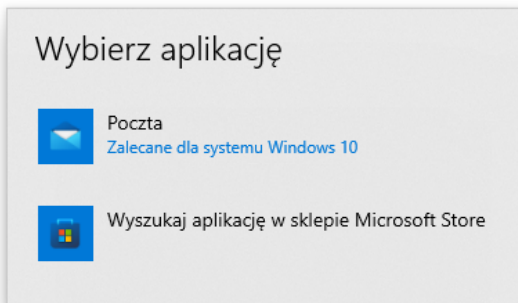 Wybierz aplikację
Poczta
Zalecane dla systemu Windows 10
Wyszukaj aplikację w sklepie Microsoft Store